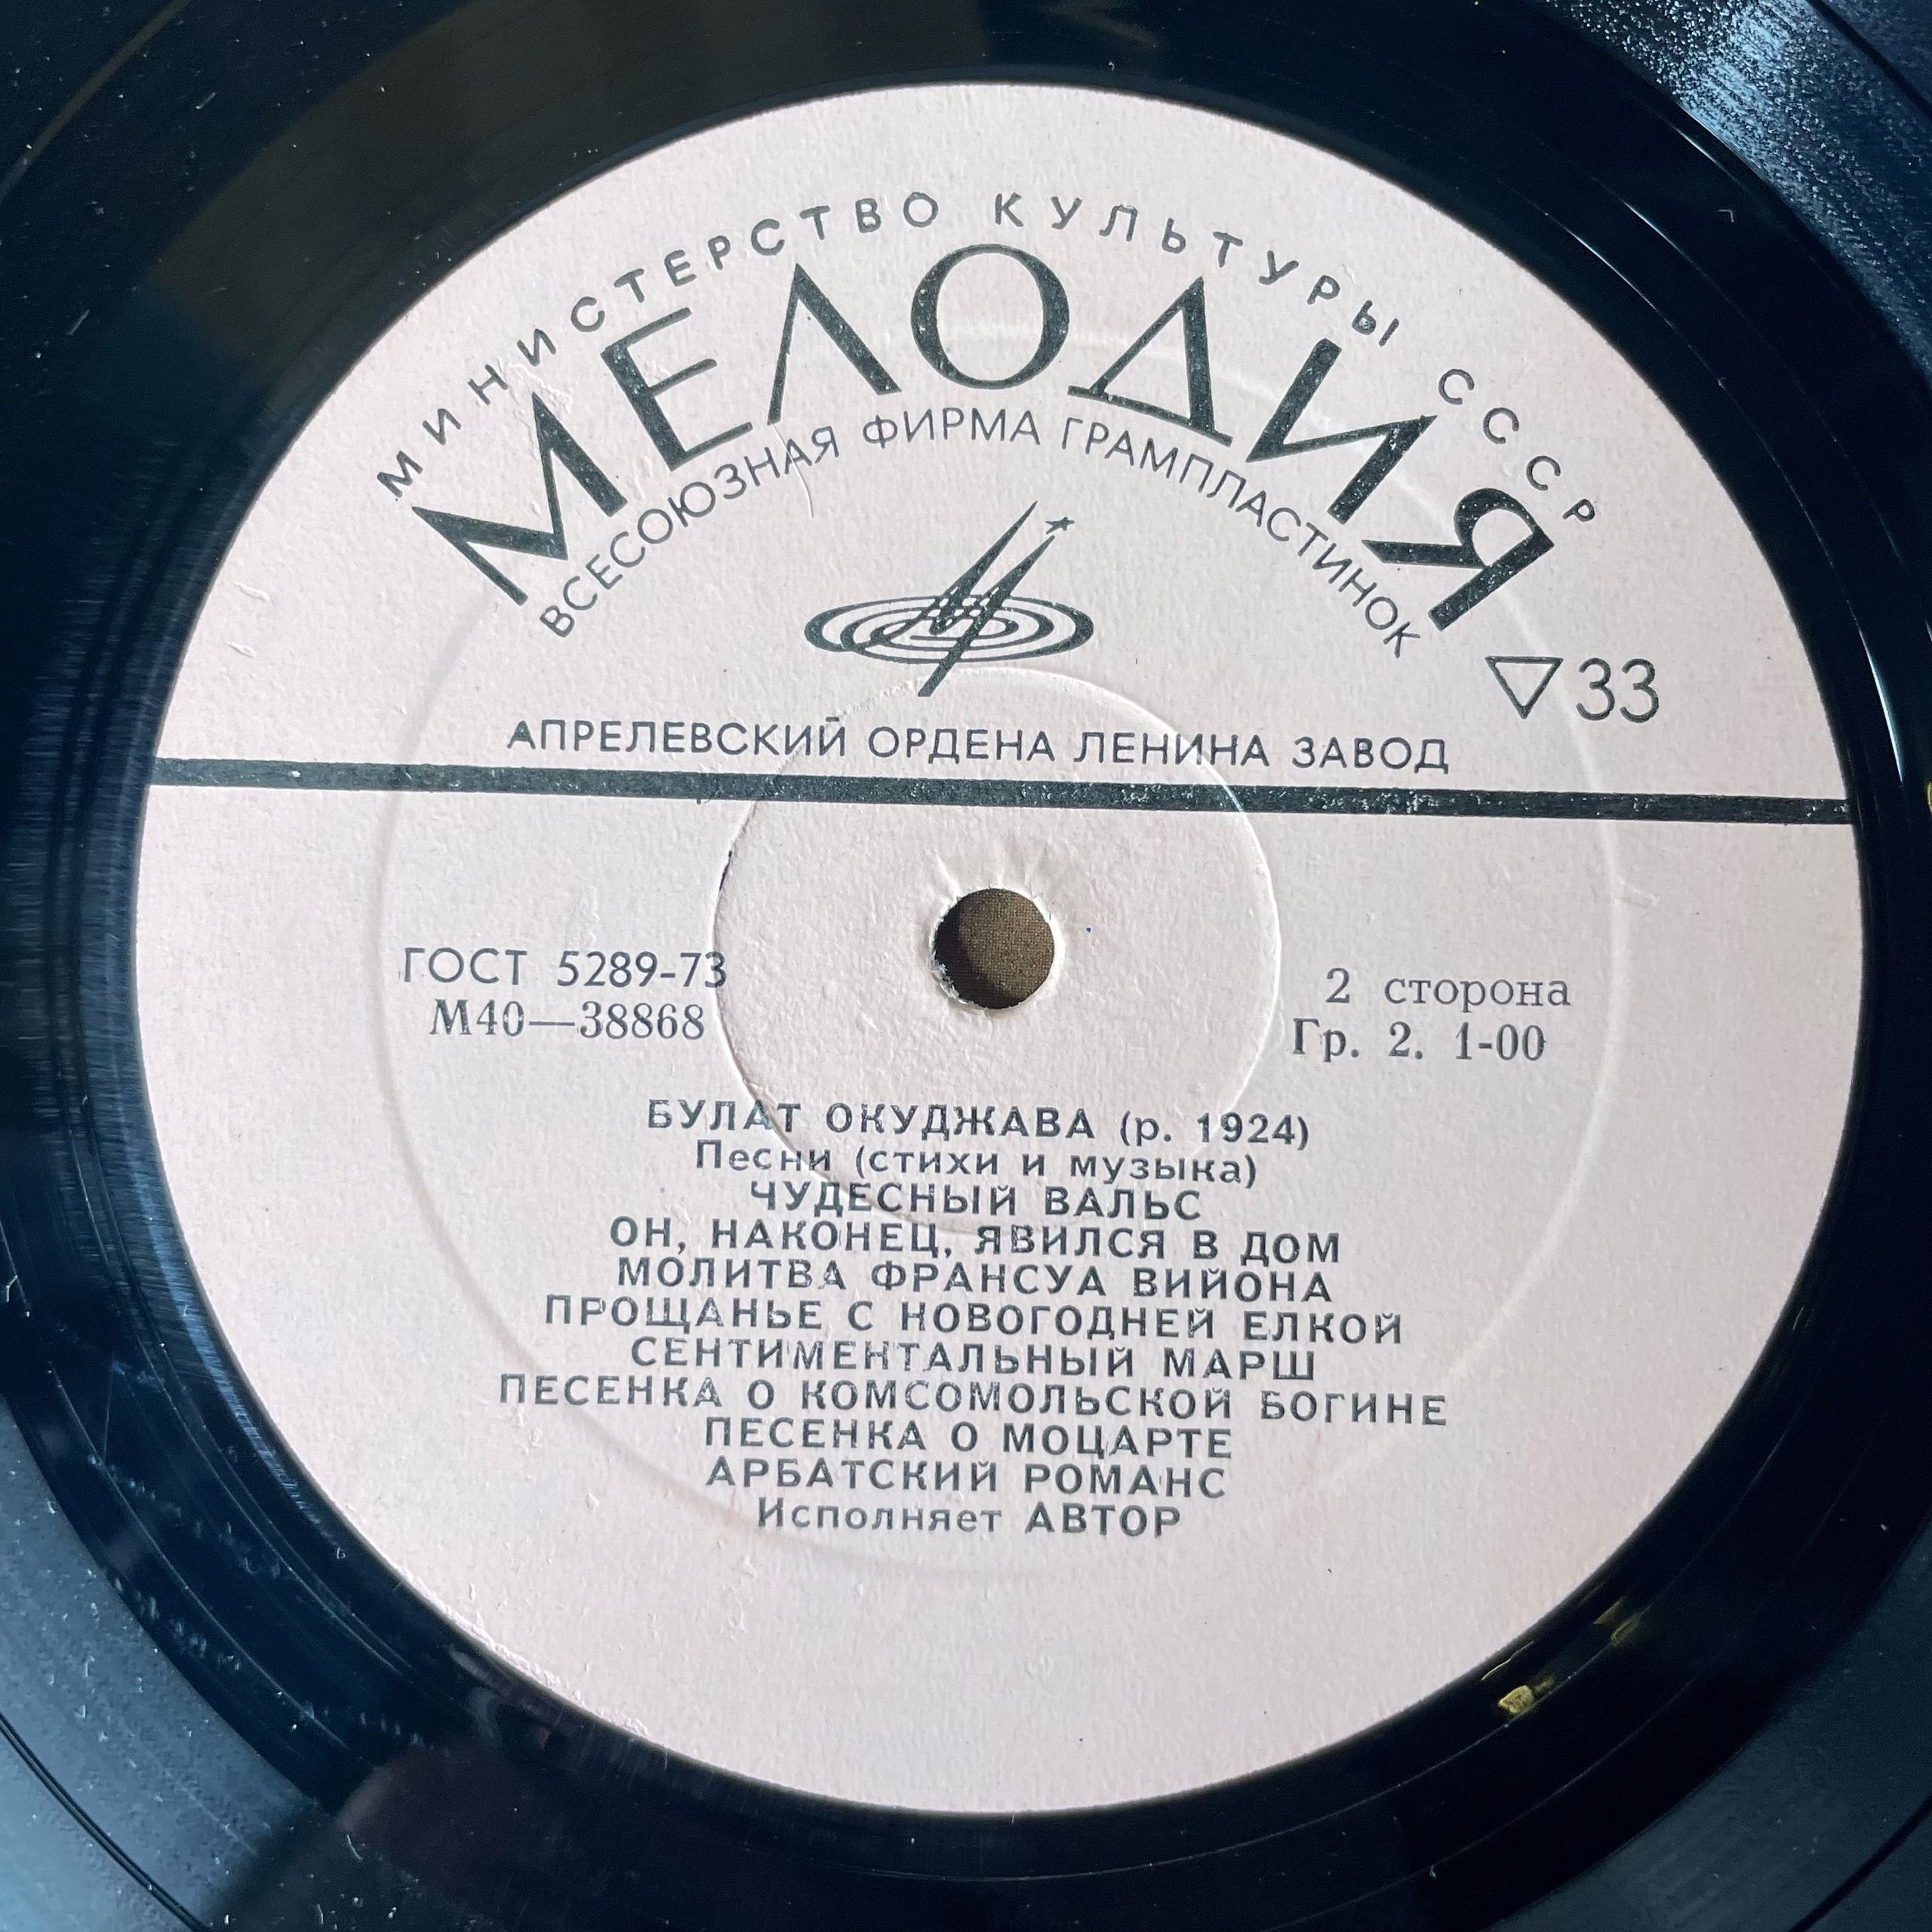 МИНИСТЕРСТВО КУЛЬТУРЫ СССР
МЕЛОДИЯ
ВСЕСОЮЗНАЯ ФИРМА ГРАМПЛАСТИНОК
▽33
АПРЕЛЕВСКИЙ ОРДЕНА ЛЕНИНА ЗАВОД
ГОСТ 5289-73
М40—38868
2 сторона
Гр. 2. 1-00
БУЛАТ ОКУДЖАВА (р. 1924)
Песни (стихи и музыка)
ЧУДЕСНЫЙ ВАЛЬС
ОН, НАКОНЕЦ, ЯВИЛСЯ В ДОМ
МОЛИТВА ФРАНСУА ВИЙОНА
ПРОЩАНЬЕ С НОВОГОДНЕЙ ЕЛКОЙ
СЕНТИМЕНТАЛЬНЫЙ МАРШ
ПЕСЕНКА О КОМСОМОЛЬСКОЙ БОГИНЕ
ПЕСЕНКА О МОЦАРТЕ
АРБАТСКИЙ РОМАНС
Исполняет АВТОР